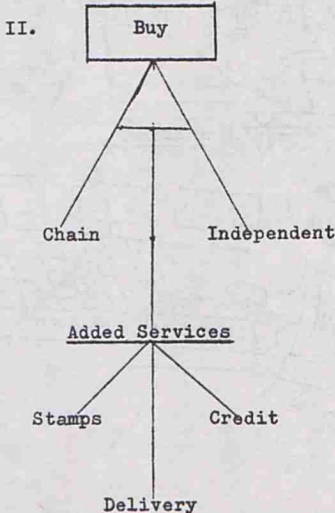 II.
Buy
Chain Independent
Added Services
Stamps Credit
Delivery